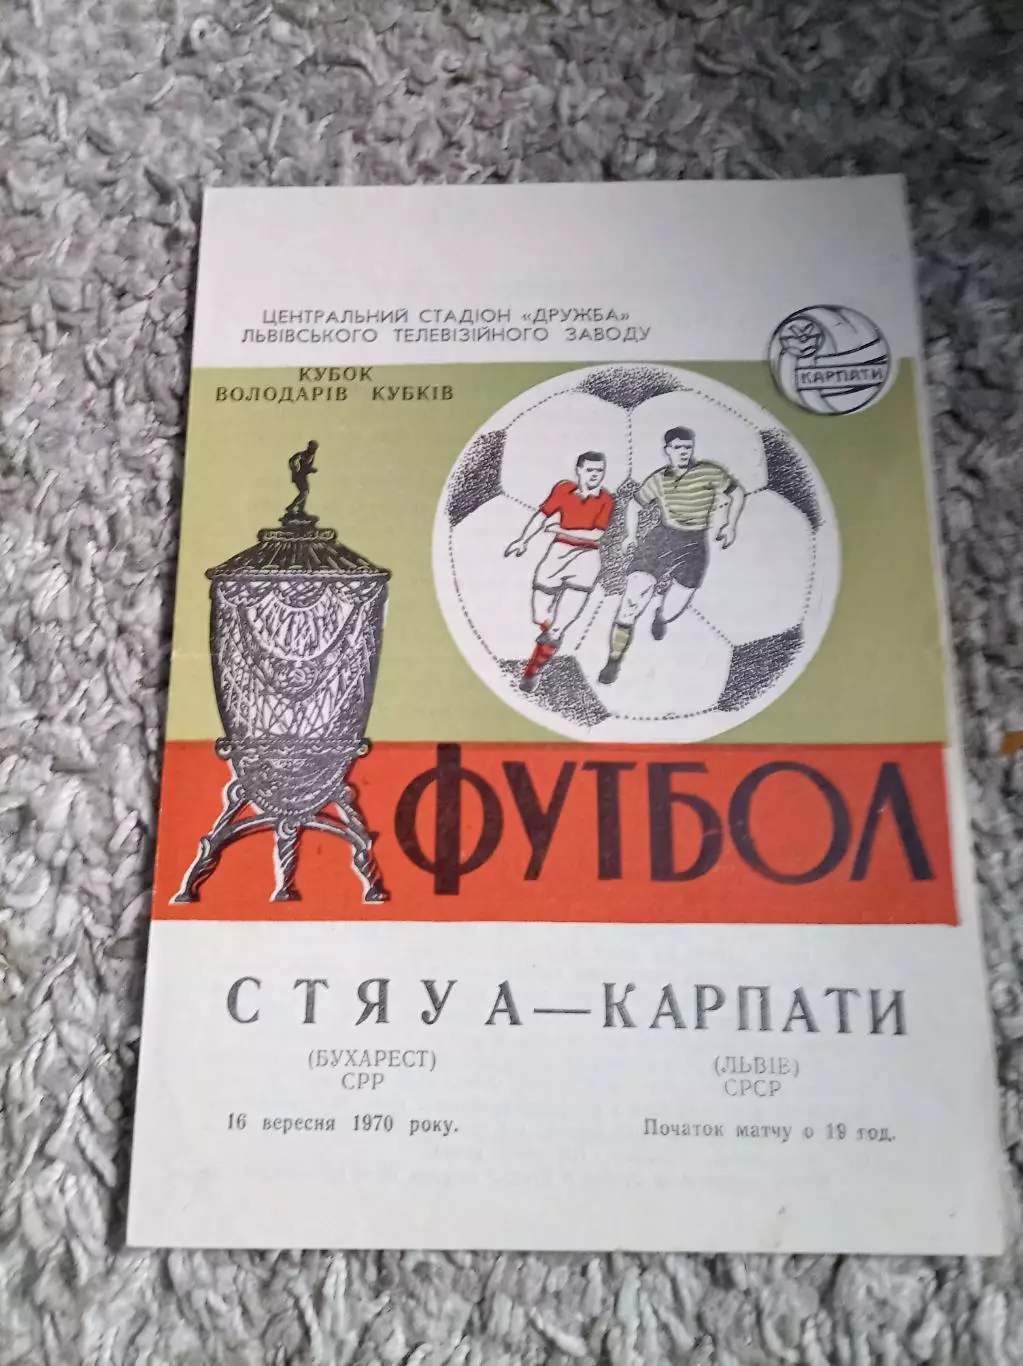 ЦЕНТРАЛЬНИЙ СТАДІОН «ДРУЖБА»
ЛЬВІВСЬКОГО ТЕЛЕВІЗІЙНОГО ЗАВОДУ
КАРПАТИ
КУБОК
ВОЛОДАРІВ КУБКІВ
ФУТБОЛ
СТЯУА—КАРПАТИ
(БУХАРЕСТ) (ЛЬВІВ)
СРР СРСР
16 вересня 1970 року. Початок матчу о 19 год.